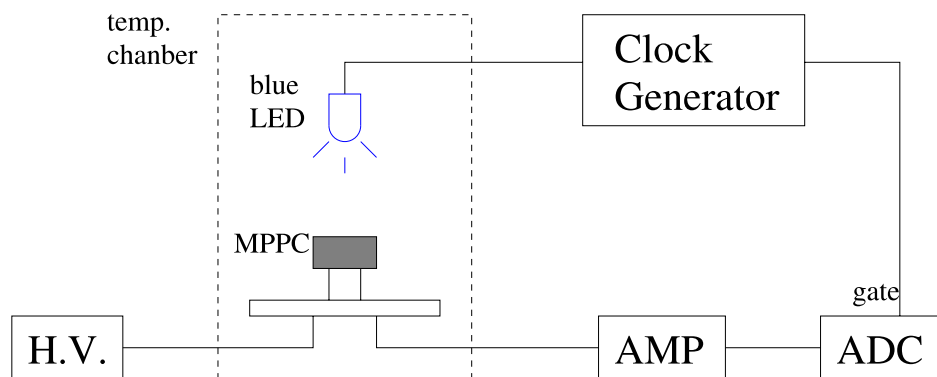 temp.
chanber
blue
LED
Clock
Generator
MPPC
gate
H.V.
AMP
ADC